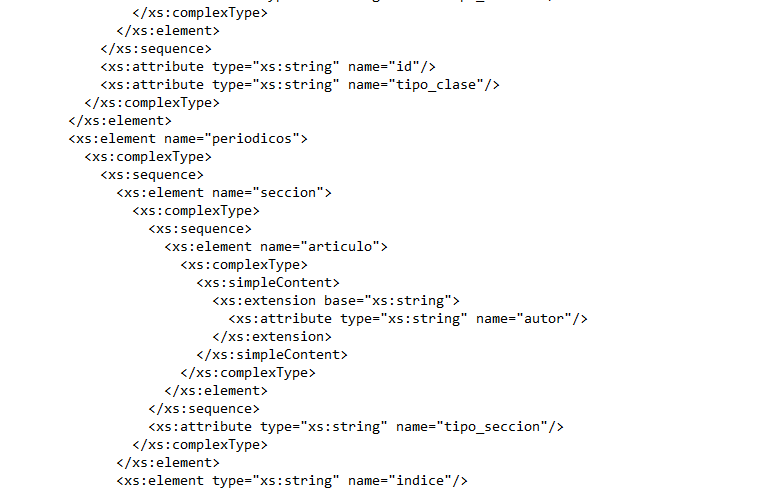 </xs:complexType>
</xs:element>
</xs:sequence>
<xs:attribute type="xs:string" name="id"/>
<xs:attribute type="xs:string" name="tipo_clase"/>
</xs:complexType>
</xs:element>
<xs:element name="periodicos">
<xs:complexType>
<xs:sequence>
<xs:element name="seccion">
<xs:complexType>
<xs:sequence>
<xs:element name="articulo">
<xs:complexType>
<xs:simpleContent>
<xs:extension base="xs:string">
<xs:attribute type="xs:string" name="autor"/>
</xs:extension>
</xs:simpleContent>
</xs:complexType>
</xs:element>
</xs:sequence>
<xs:attribute type="xs:string" name="tipo_seccion"/>
</xs:complexType>
</xs:element>
<xs:element type="xs:string" name="indice"/>